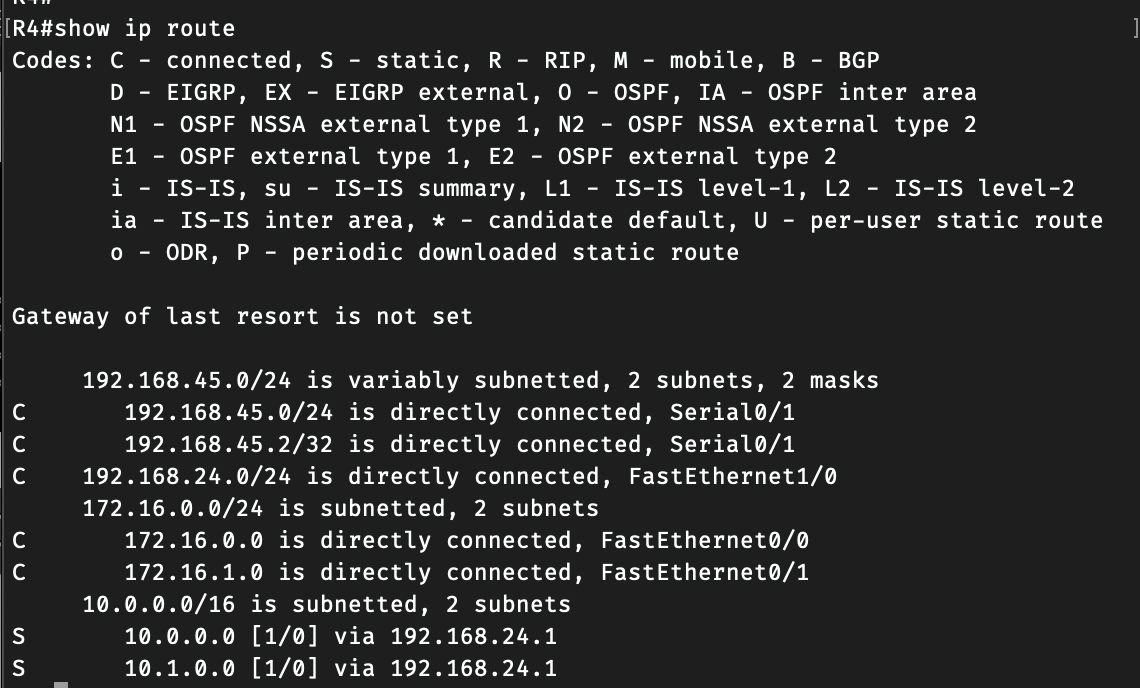 R4#
[R4#show ip route ]
Codes: C - connected, S - static, R - RIP, M - mobile, B - BGP
       D - EIGRP, EX - EIGRP external, O - OSPF, IA - OSPF inter area
       N1 - OSPF NSSA external type 1, N2 - OSPF NSSA external type 2
       E1 - OSPF external type 1, E2 - OSPF external type 2
       i - IS-IS, su - IS-IS summary, L1 - IS-IS level-1, L2 - IS-IS level-2
       ia - IS-IS inter area, * - candidate default, U - per-user static route
       o - ODR, P - periodic downloaded static route

Gateway of last resort is not set

     192.168.45.0/24 is variably subnetted, 2 subnets, 2 masks
C       192.168.45.0/24 is directly connected, Serial0/1
C       192.168.45.2/32 is directly connected, Serial0/1
C    192.168.24.0/24 is directly connected, FastEthernet1/0
     172.16.0.0/24 is subnetted, 2 subnets
C       172.16.0.0 is directly connected, FastEthernet0/0
C       172.16.1.0 is directly connected, FastEthernet0/1
     10.0.0.0/16 is subnetted, 2 subnets
S       10.0.0.0 [1/0] via 192.168.24.1
S       10.1.0.0 [1/0] via 192.168.24.1